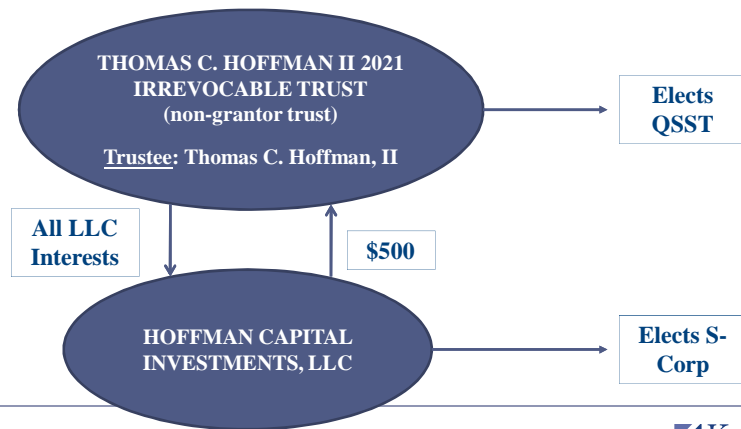 THOMAS C. HOFFMAN II 2021
IRREVOCABLE TRUST
(non-grantor trust)
Trustee: Thomas C. Hoffman, II
Elects
QSST
All LLC
Interests
$500
HOFFMAN CAPITAL
INVESTMENTS, LLC
Elects S-
Corp